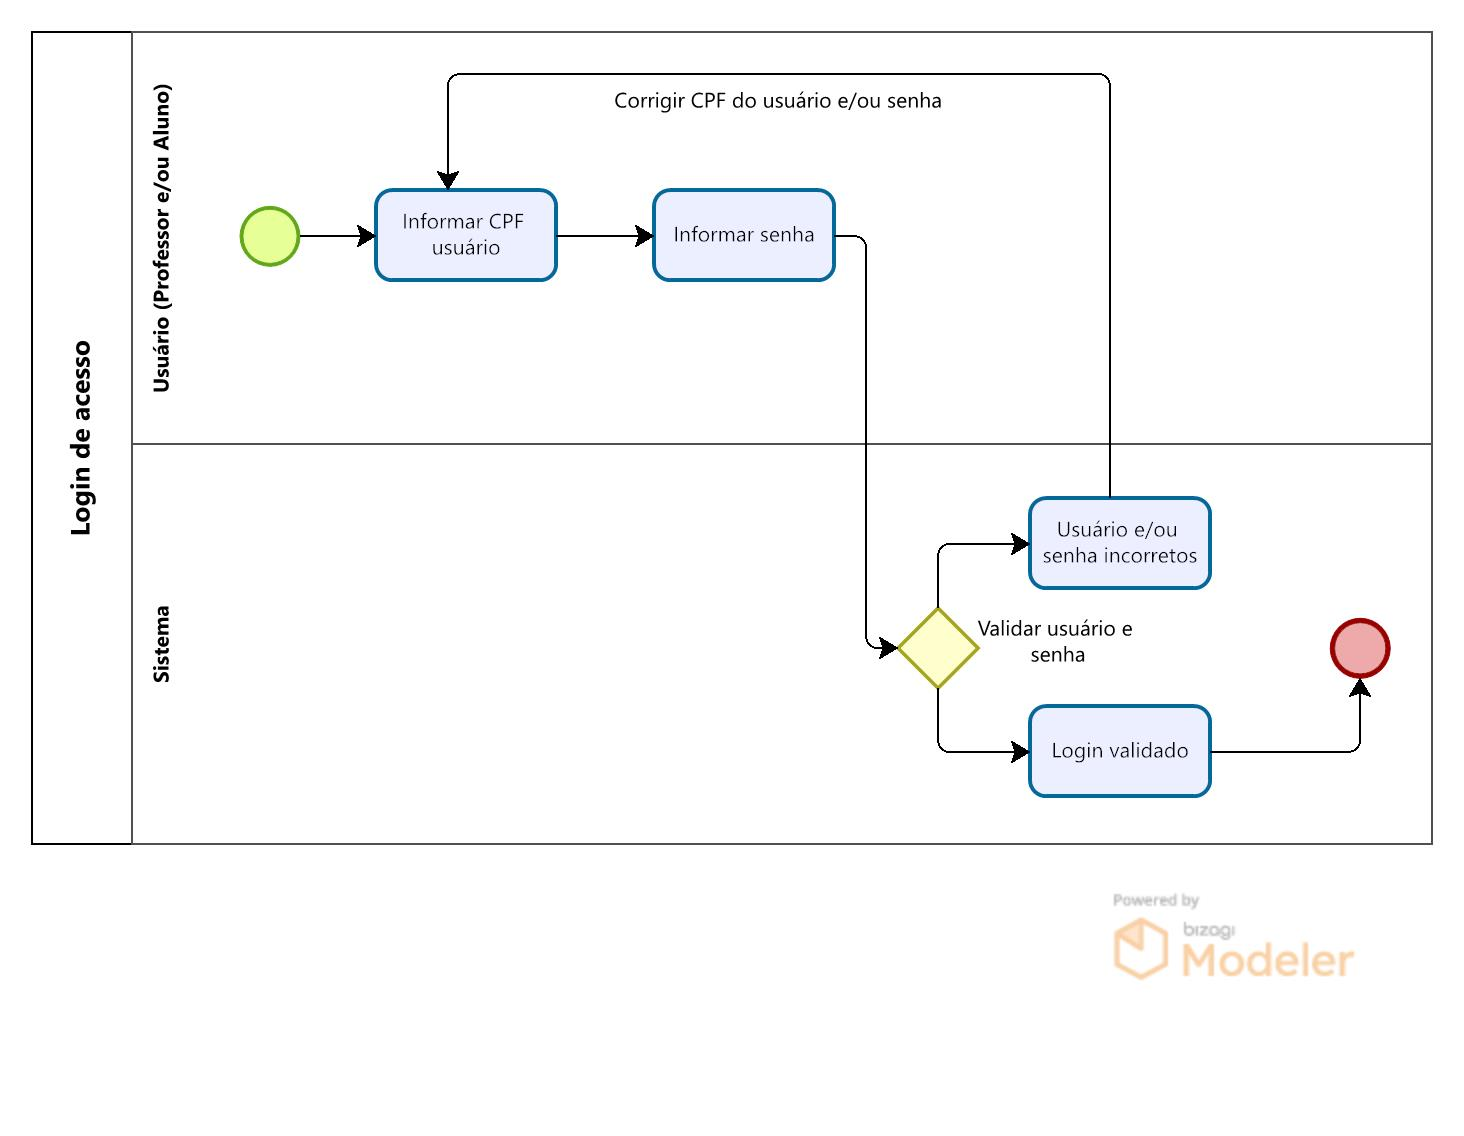 Login de acesso
Usuário (Professor e/ou Aluno)
Corrigir CPF do usuário e/ou senha
Informar CPF
usuário
Informar senha
Sistema
Usuário e/ou
senha incorretos
Validar usuário e
senha
Login validado
Powered by
bizagi
Modeler